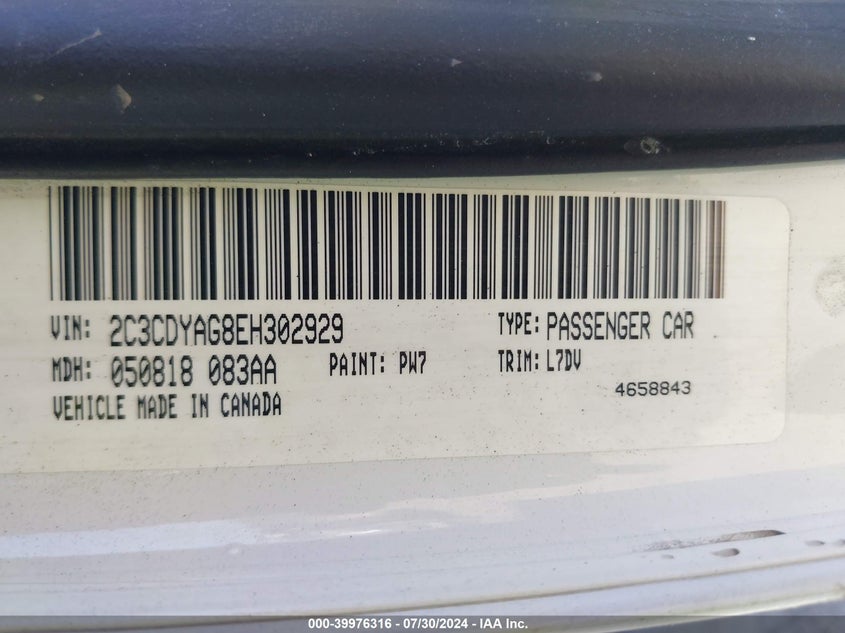 VIN: 2C3CDYAG8EH302929 TYPE: PASSENGER CAR
MDH: 050818 083AA PAINT: PW7 TRIM: L7DV
VEHICLE MADE IN CANADA 4658843
000-39976316 / 07/30/2024 - IAA Inc.